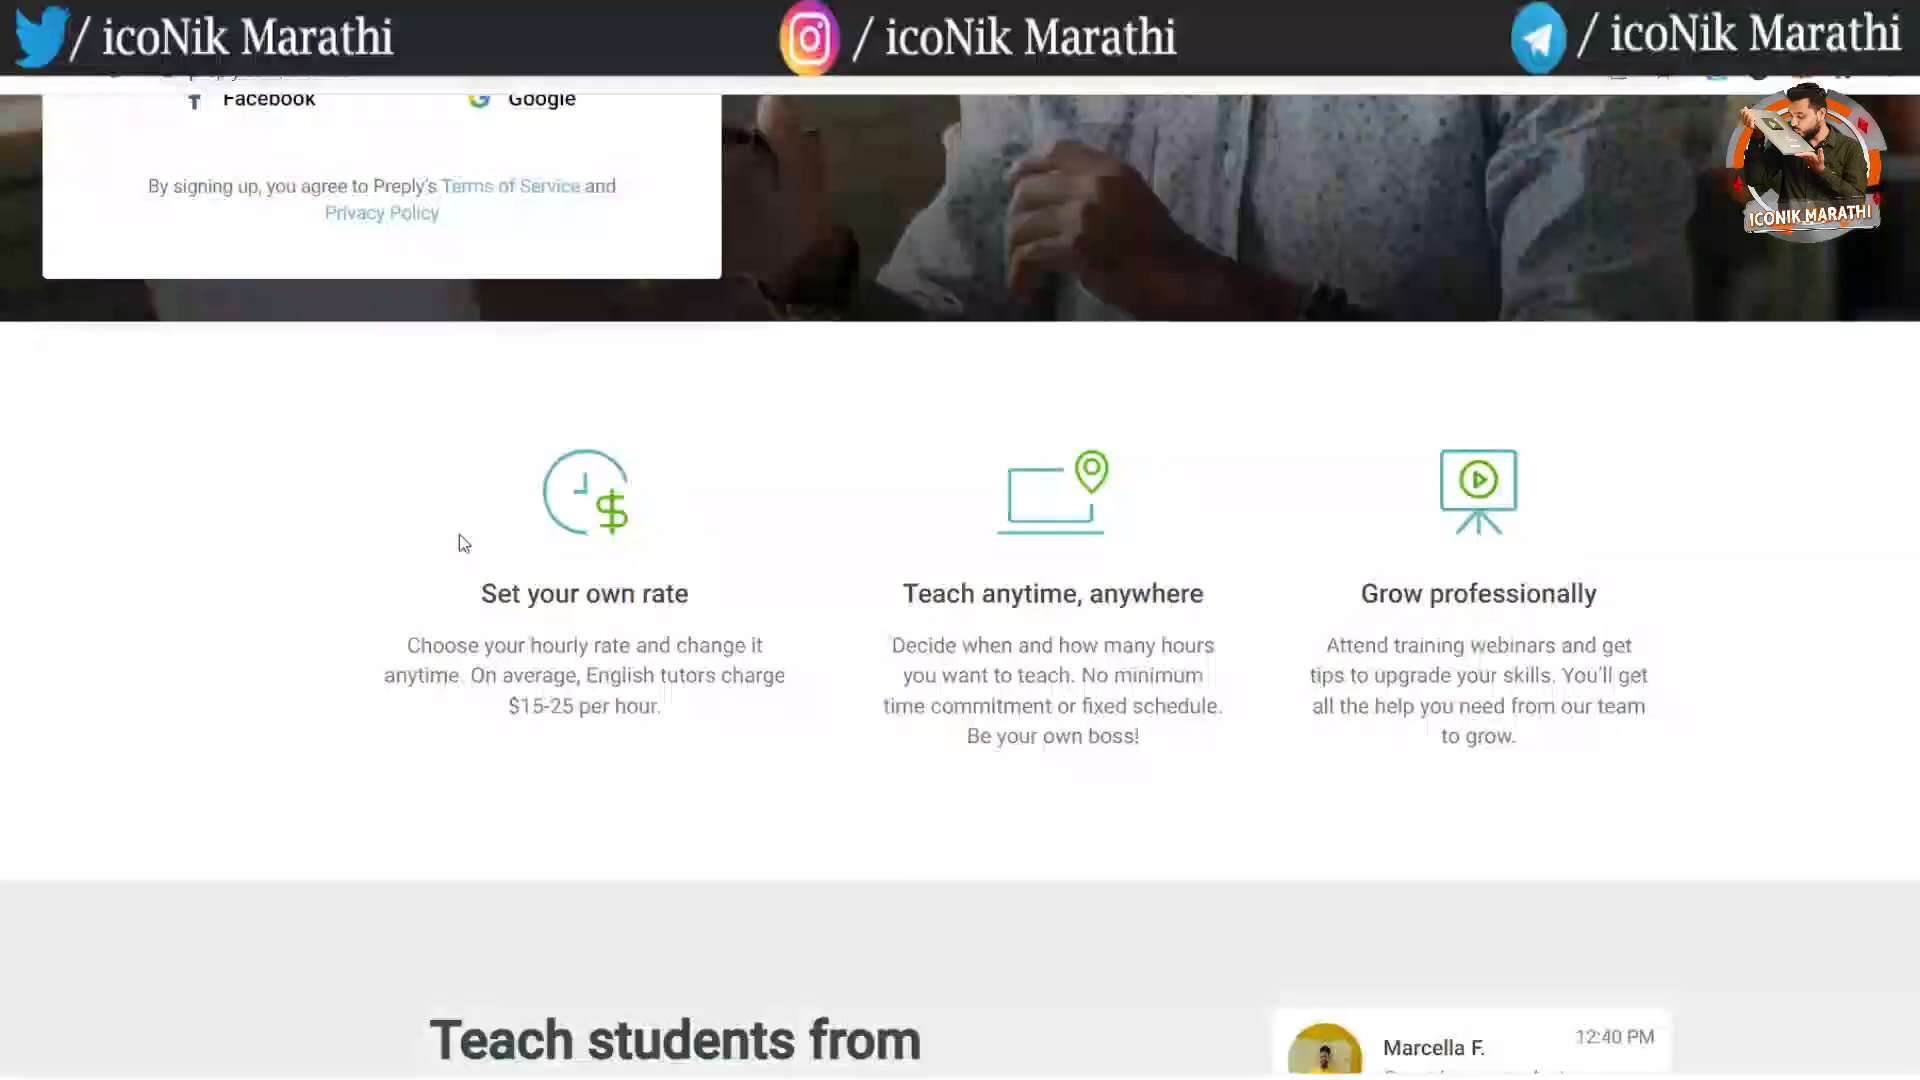 / icoNik Marathi
/ icoNik Marathi
/ icoNik Marathi
Facebook
Google
By signing up, you agree to Preply's Terms of Service and
Privacy Policy
ICONIK MARATHI
Set your own rate
Choose your hourly rate and change it
anytime. On average, English tutors charge
$15-25 per hour.
Teach anytime, anywhere
Decide when and how many hours
you want to teach. No minimum
time commitment or fixed schedule.
Be your own boss!
Grow professionally
Attend training webinars and get
tips to upgrade your skills. You'll get
all the help you need from our team
to grow.
Teach students from
Marcella F.
12:40 PM